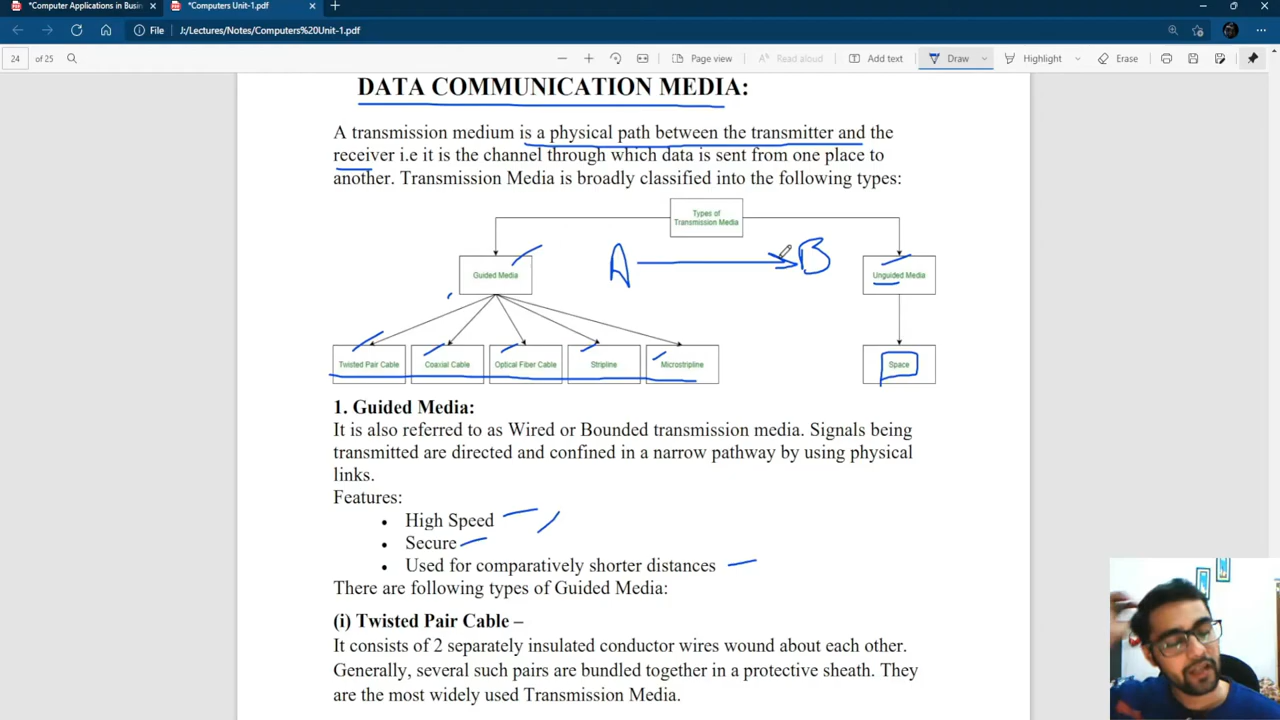 *Computer Applications in Busin
*Computers Unit-1.pdf
File
J:/Lectures/Notes/Computers%20Unit-1.pdf
24 of 25
Page view
Read aloud
Add text
Draw
Highlight
Erase
DATA COMMUNICATION MEDIA:
A transmission medium is a physical path between the transmitter and the
receiver i.e it is the channel through which data is sent from one place to
another. Transmission Media is broadly classified into the following types:
Types of
Transmission Media
A
B
Guided Media
Unguided Media
Twisted Pair Cable
Coaxial Cable
Optical Fiber Cable
Stripline
Microstripline
Space
1. Guided Media:
It is also referred to as Wired or Bounded transmission media. Signals being
transmitted are directed and confined in a narrow pathway by using physical
links.
Features:
• High Speed
• Secure
• Used for comparatively shorter distances
There are following types of Guided Media:
(i) Twisted Pair Cable –
It consists of 2 separately insulated conductor wires wound about each other.
Generally, several such pairs are bundled together in a protective sheath. They
are the most widely used Transmission Media.